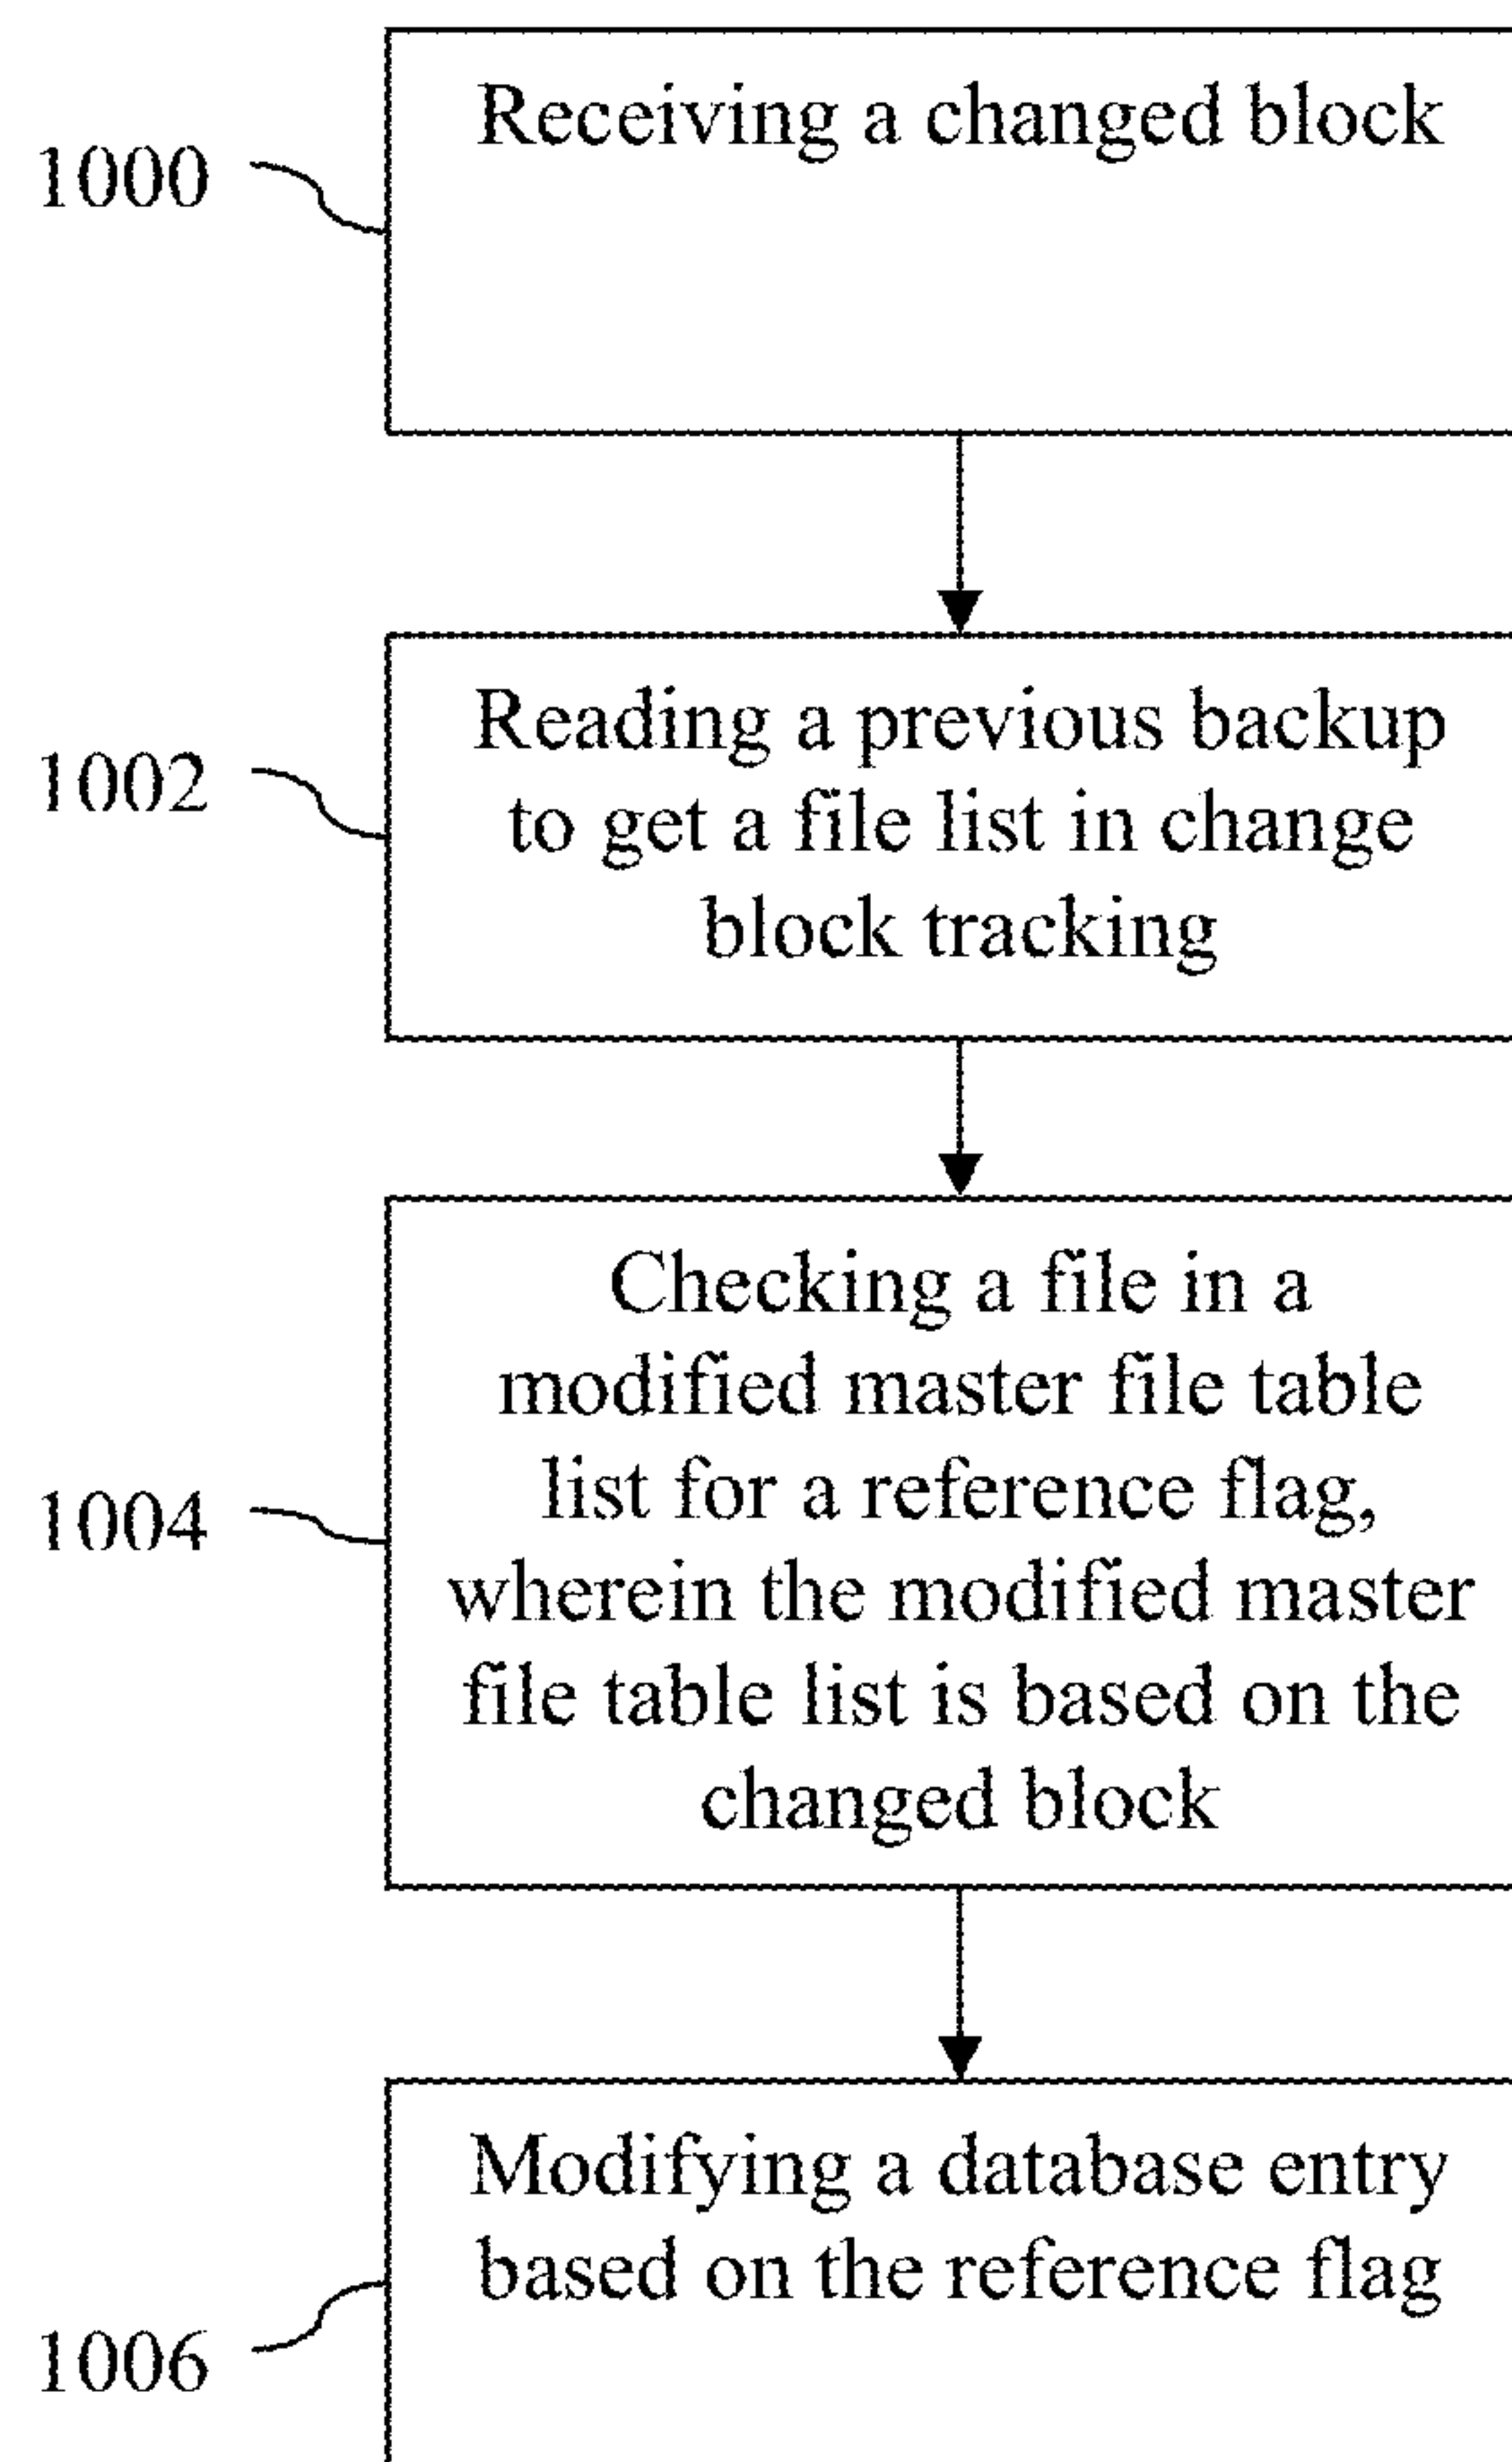 Receiving a changed block
1000
Reading a previous backup
1002
to get a file list in change
block tracking
Checking a file in a
modified master file table
list for a reference flag,
1004
wherein the modified master
file table list is based on the
changed block
Modifying a database entry
based on the reference flag
1006